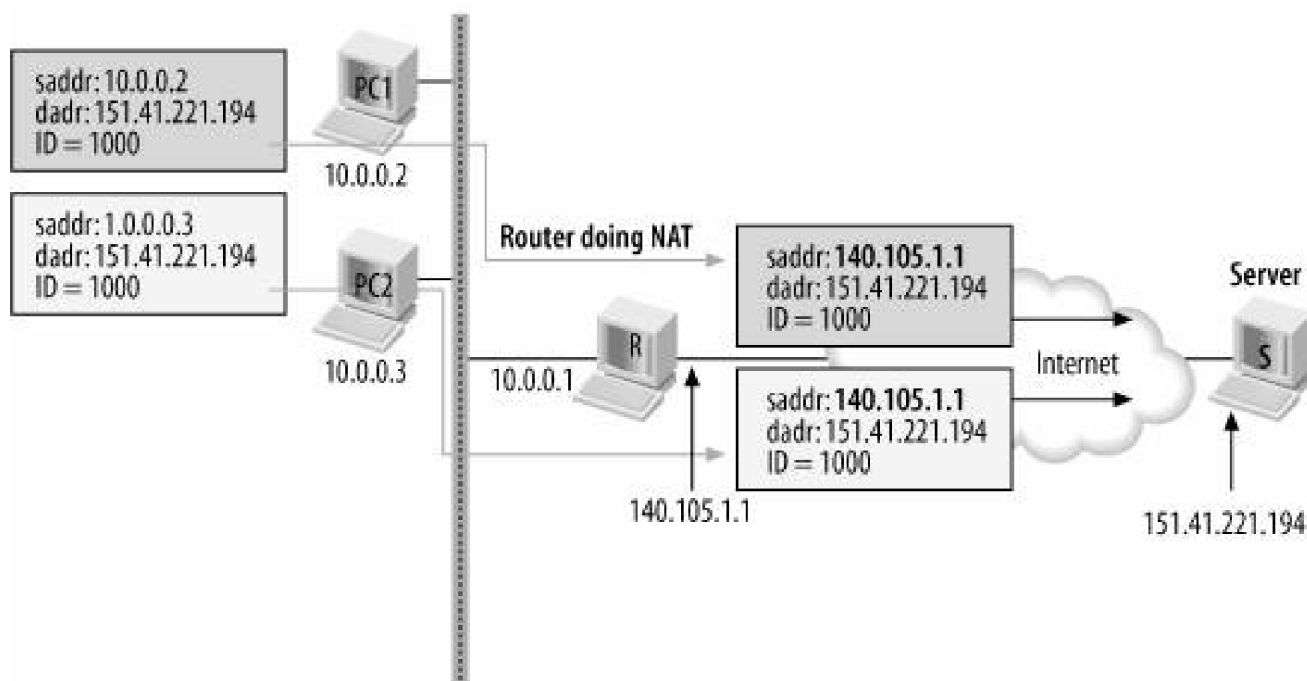 saddr: 10.0.0.2
dadr: 151.41.221.194
ID = 1000
PC1
10.0.0.2
saddr: 1.0.0.0.3
dadr: 151.41.221.194
ID = 1000
PC2
10.0.0.3
Router doing NAT
10.0.0.1
R
140.105.1.1
saddr: 140.105.1.1
dadr: 151.41.221.194
ID = 1000
saddr: 140.105.1.1
dadr: 151.41.221.194
ID = 1000
Internet
Server
S
151.41.221.194